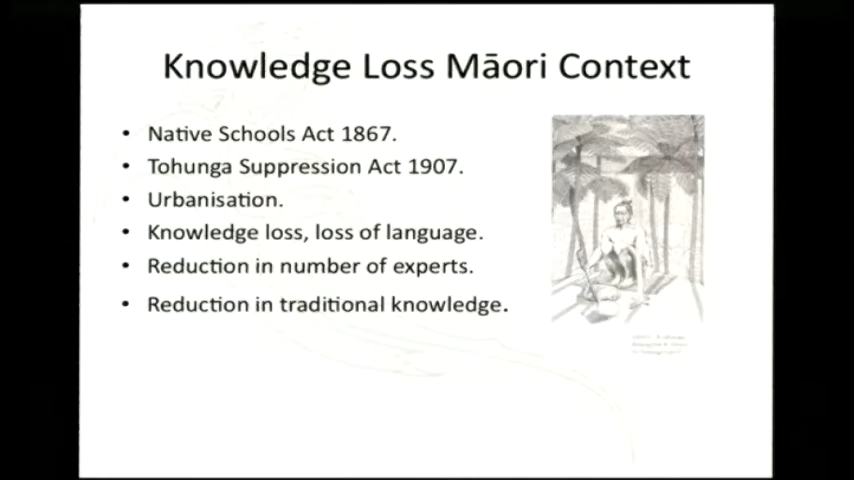 Knowledge Loss Māori Context
• Native Schools Act 1867.
• Tohunga Suppression Act 1907.
• Urbanisation.
• Knowledge loss, loss of language.
• Reduction in number of experts.
• Reduction in traditional knowledge.